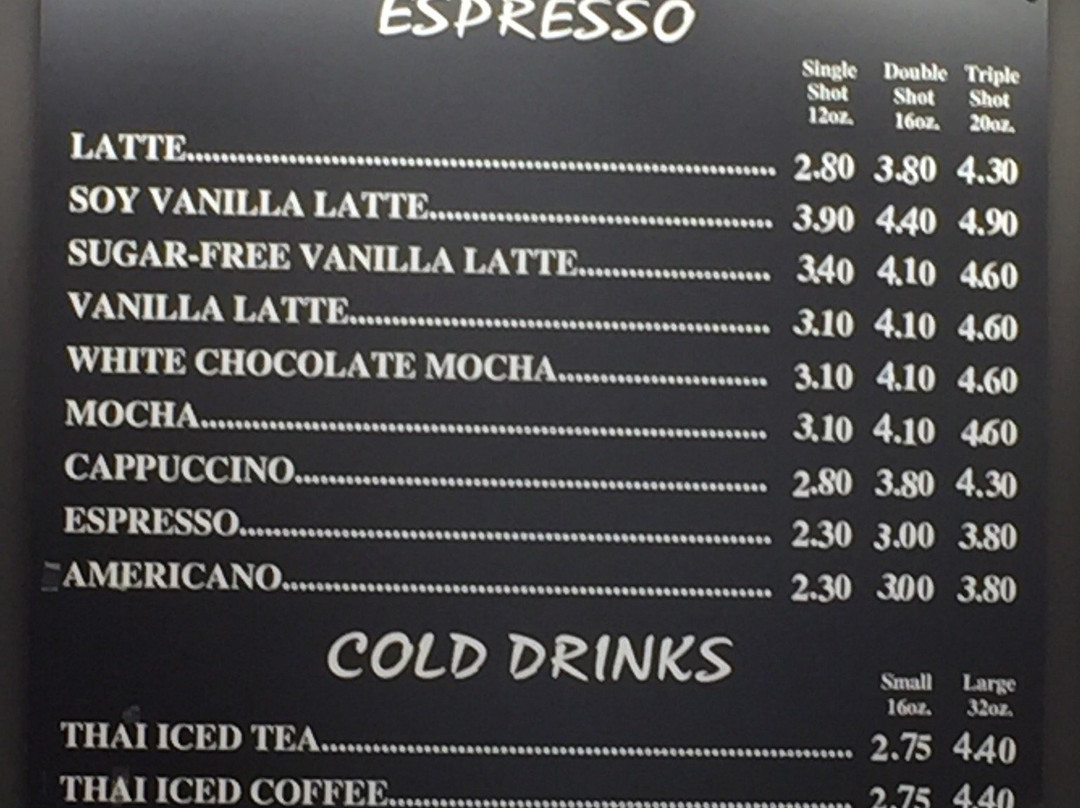 ESPRESSO
Single Double Triple
Shot Shot Shot
12oz. 16oz. 20oz.
LATTE 2.80 3.80 4.30
SOY VANILLA LATTE 3.90 4.40 4.90
SUGAR-FREE VANILLA LATTE 3.40 4.10 4.60
VANILLA LATTE 3.10 4.10 4.60
WHITE CHOCOLATE MOCHA 3.10 4.10 4.60
MOCHA 3.10 4.10 4.60
CAPPUCCINO 2.80 3.80 4.30
ESPRESSO 2.30 3.00 3.80
AMERICANO 2.30 3.00 3.80
COLD DRINKS
Small Large
16oz. 32oz.
THAI ICED TEA 2.75 4.40
THAI ICED COFFEE 2.75 4.40